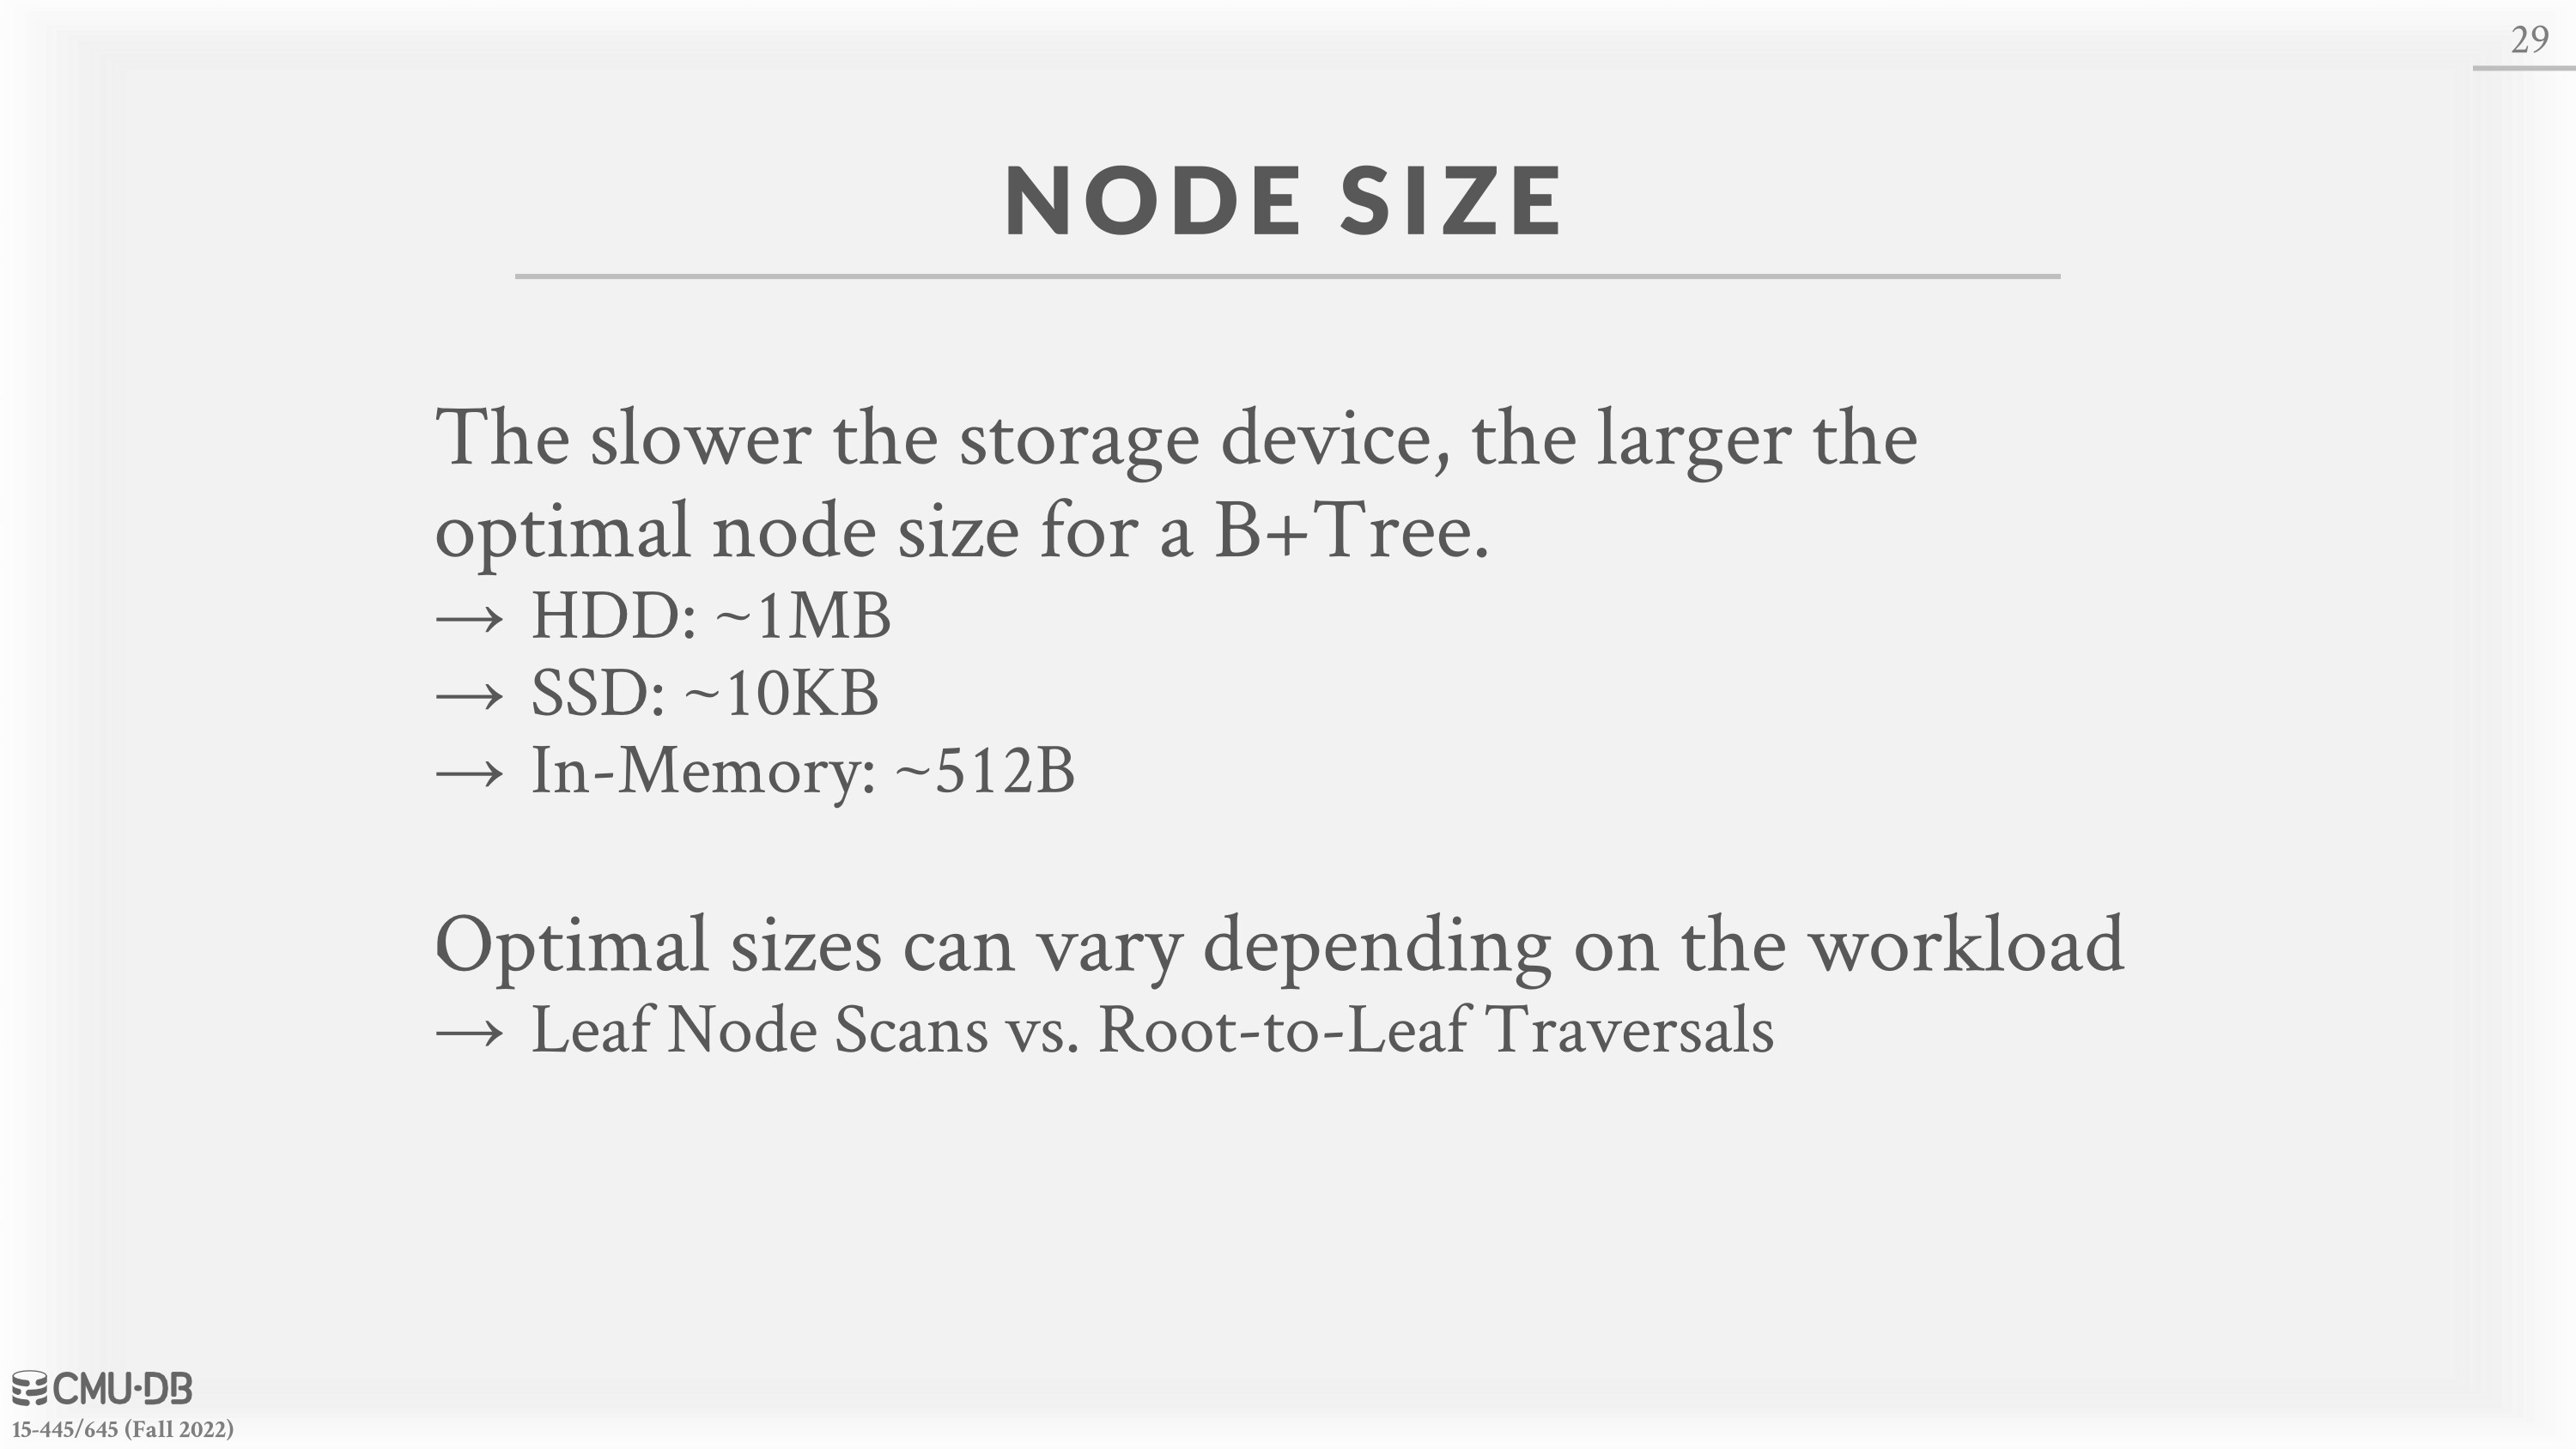 29
NODE SIZE
The slower the storage device, the larger the
optimal node size for a B+Tree.
→ HDD: ~1MB
→ SSD: ~10KB
→ In-Memory: ~512B
Optimal sizes can vary depending on the workload
→ Leaf Node Scans vs. Root-to-Leaf Traversals
CMU·DB
15-445/645 (Fall 2022)